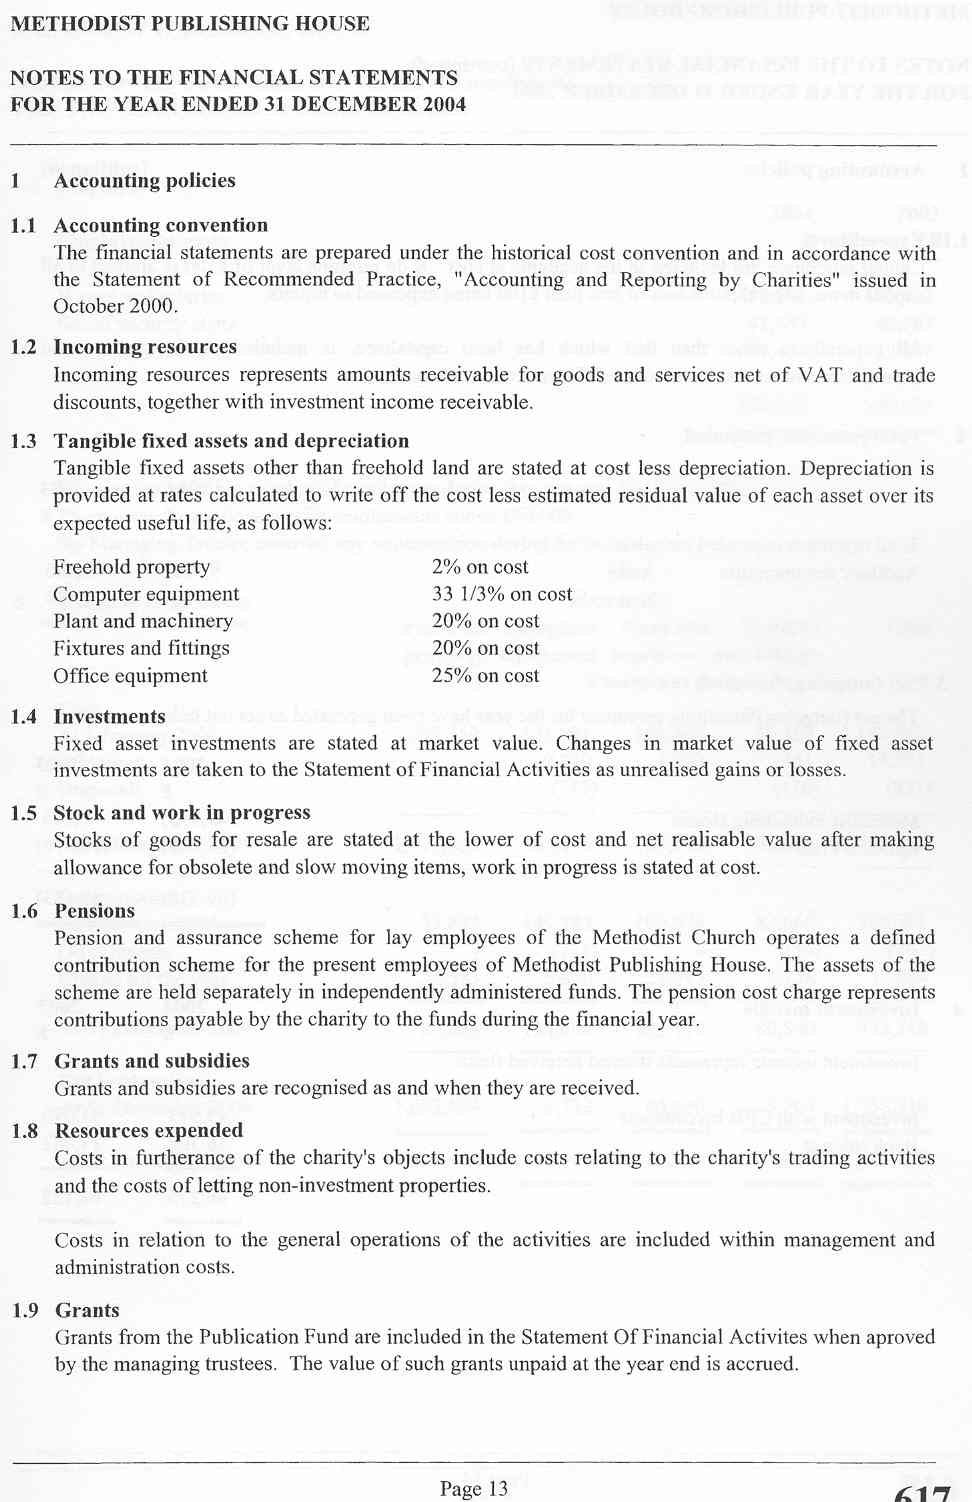 METHODIST PUBLISHING HOUSE
NOTES TO THE FINANCIAL STATEMENTS
FOR THE YEAR ENDED 31 DECEMBER 2004
1 Accounting policies
1.1 Accounting convention
The financial statements are prepared under the historical cost convention and in accordance with
the Statement of Recommended Practice, "Accounting and Reporting by Charities" issued in
October 2000.
1.2 Incoming resources
Incoming resources represents amounts receivable for goods and services net of VAT and trade
discounts, together with investment income receivable.
1.3 Tangible fixed assets and depreciation
Tangible fixed assets other than freehold land are stated at cost less depreciation. Depreciation is
provided at rates calculated to write off the cost less estimated residual value of each asset over its
expected useful life, as follows:
Freehold property 2% on cost
Computer equipment 33 1/3% on cost
Plant and machinery 20% on cost
Fixtures and fittings 20% on cost
Office equipment 25% on cost
1.4 Investments
Fixed asset investments are stated at market value. Changes in market value of fixed asset
investments are taken to the Statement of Financial Activities as unrealised gains or losses.
1.5 Stock and work in progress
Stocks of goods for resale are stated at the lower of cost and net realisable value after making
allowance for obsolete and slow moving items, work in progress is stated at cost.
1.6 Pensions
Pension and assurance scheme for lay employees of the Methodist Church operates a defined
contribution scheme for the present employees of Methodist Publishing House. The assets of the
scheme are held separately in independently administered funds. The pension cost charge represents
contributions payable by the charity to the funds during the financial year.
1.7 Grants and subsidies
Grants and subsidies are recognised as and when they are received.
1.8 Resources expended
Costs in furtherance of the charity's objects include costs relating to the charity's trading activities
and the costs of letting non-investment properties.
Costs in relation to the general operations of the activities are included within management and
administration costs.
1.9 Grants
Grants from the Publication Fund are included in the Statement Of Financial Activites when aproved
by the managing trustees. The value of such grants unpaid at the year end is accrued.
Page 13
617